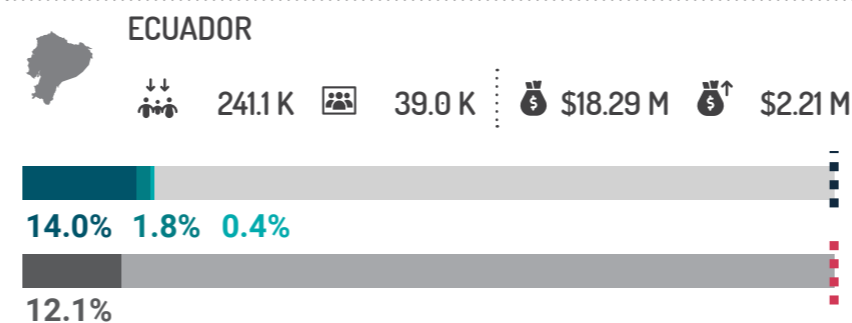 ECUADOR
241.1 K 39.0 K $18.29 M $2.21 M
14.0% 1.8% 0.4%
12.1%